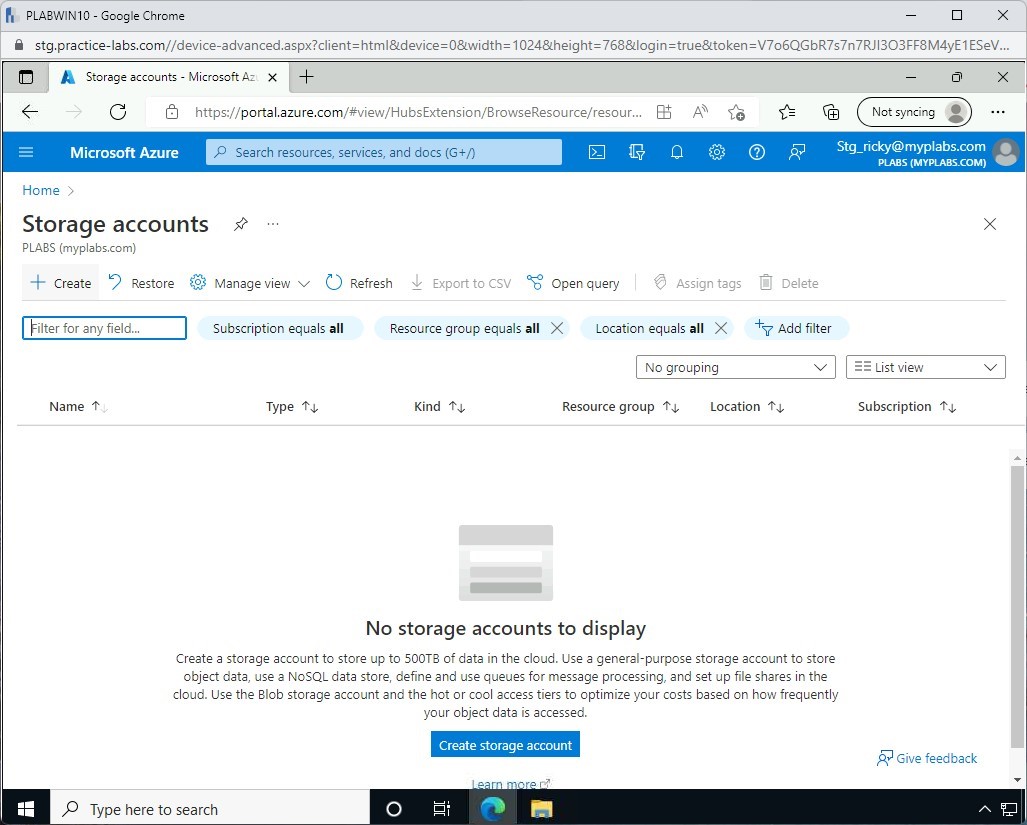 PLABWIN10 - Google Chrome
stg.practice-labs.com//device-advanced.aspx?client=html&device=0&width=1024&height=768&login=true&token=V7o6QGbR7s7n7RJI3O3FF8M4yE1ESeV...
Storage accounts - Microsoft Az
https://portal.azure.com/#view/HubsExtension/BrowseResource/resour...
Not syncing
Microsoft Azure
Search resources, services, and docs (G+/)
Stg_ricky@myplabs.com
PLABS (MYPLABS.COM)
Home
Storage accounts
PLABS (myplabs.com)
Create Restore Manage view Refresh Export to CSV Open query Assign tags Delete
Filter for any field... Subscription equals all Resource group equals all Location equals all Add filter
No grouping List view
Name Type Kind Resource group Location Subscription
No storage accounts to display
Create a storage account to store up to 500TB of data in the cloud. Use a general-purpose storage account to store
object data, use a NoSQL data store, define and use queues for message processing, and set up file shares in the
cloud. Use the Blob storage account and the hot or cool access tiers to optimize your costs based on how frequently
your object data is accessed.
Create storage account
Give feedback
Learn more
Type here to search